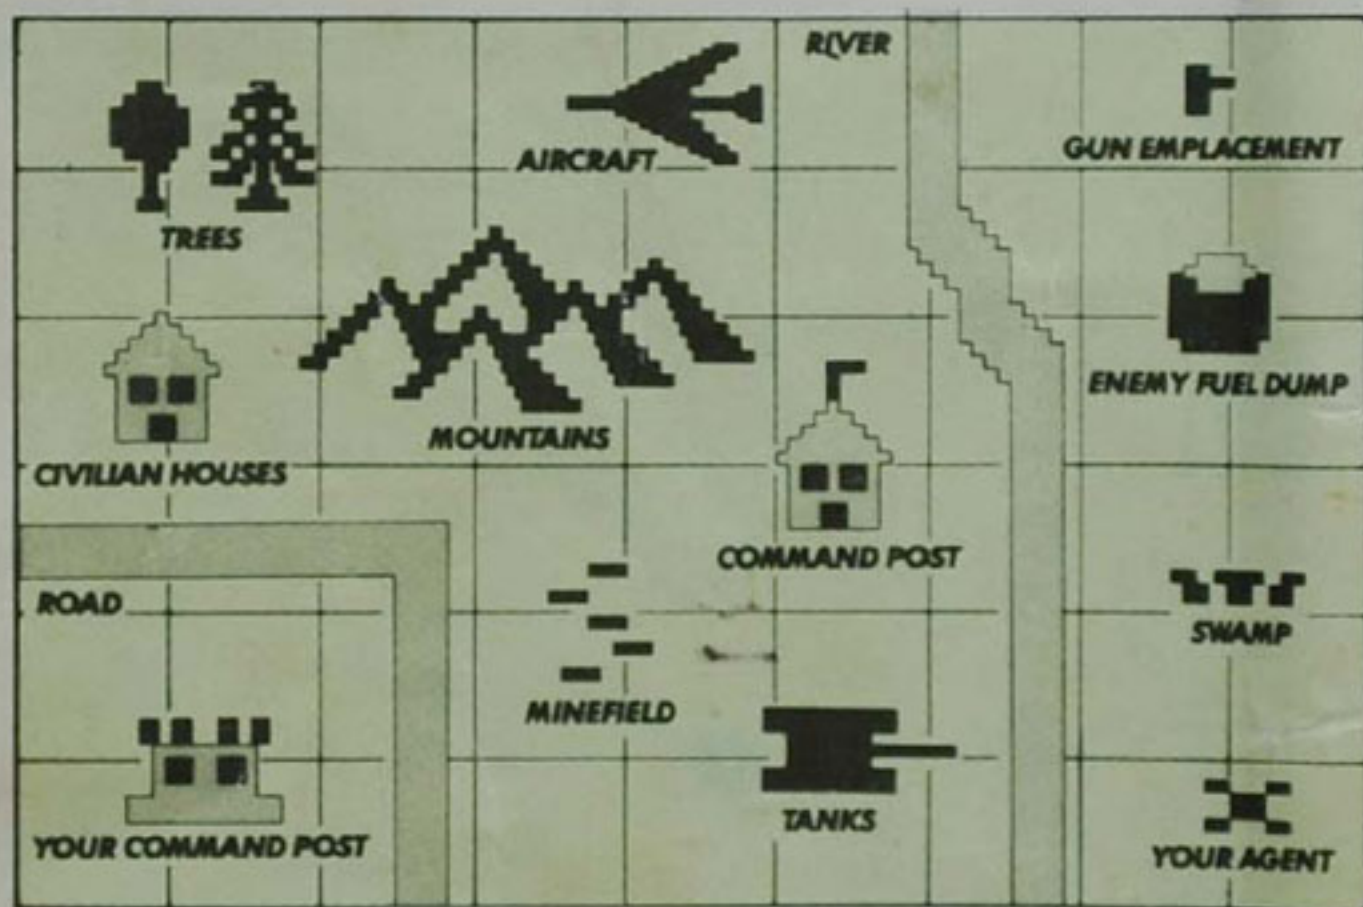 RIVER
AIRCRAFT
GUN EMPLACEMENT
TREES
ENEMY FUEL DUMP
MOUNTAINS
CIVILIAN HOUSES
COMMAND POST
ROAD
SWAMP
MINEFIELD
TANKS
YOUR COMMAND POST
YOUR AGENT